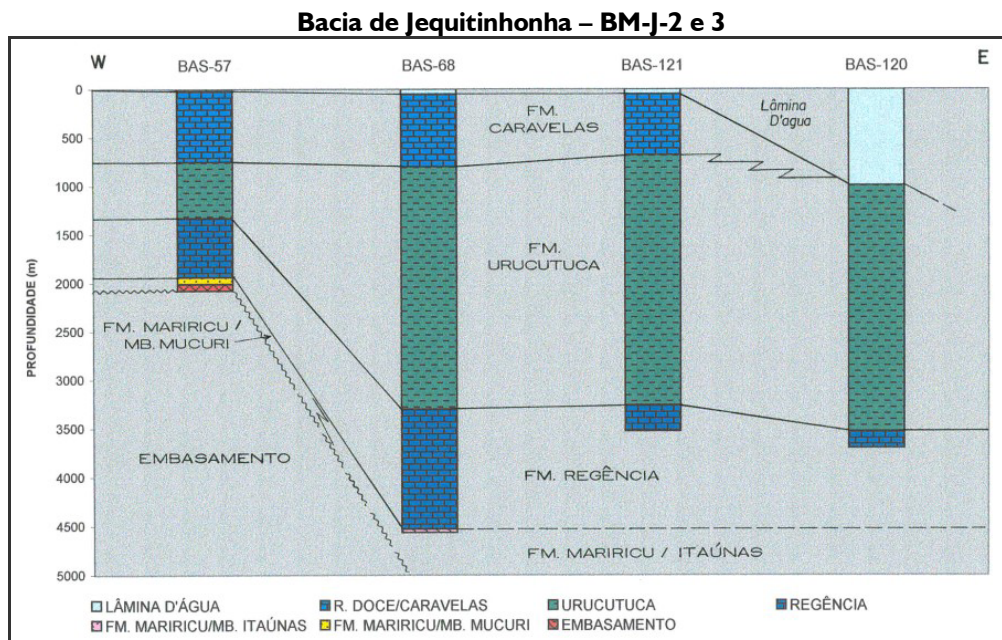 Bacia de Jequitinhonha – BM-J-2 e 3
W
BAS-57
BAS-68
BAS-121
BAS-120
E
PROFUNDIDADE (m)
0
500
1000
1500
2000
2500
3000
3500
4000
4500
5000
FM.
CARAVELAS
Lâmina
D'agua
FM.
URUCUTUCA
FM. MARIRICU /
MB. MUCURI
EMBASAMENTO
FM. REGÊNCIA
FM. MARIRICU / ITAÚNAS
LÂMINA D'ÁGUA
R. DOCE/CARAVELAS
URUCUTUCA
REGÊNCIA
FM. MARIRICU/MB. ITAÚNAS
FM. MARIRICU/MB. MUCURI
EMBASAMENTO